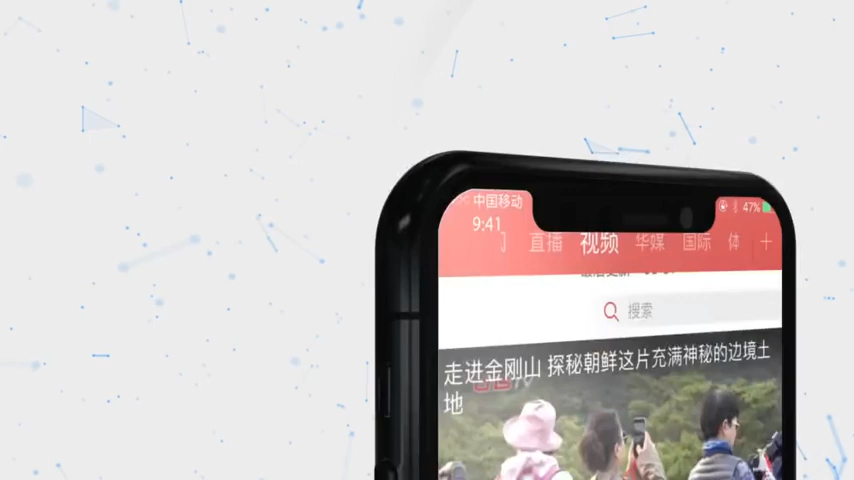 中国移动
47%
9:41
直播 视频 华媒 国际 体 +
搜索
走进金刚山 探秘朝鲜这片充满神秘的边境土
地